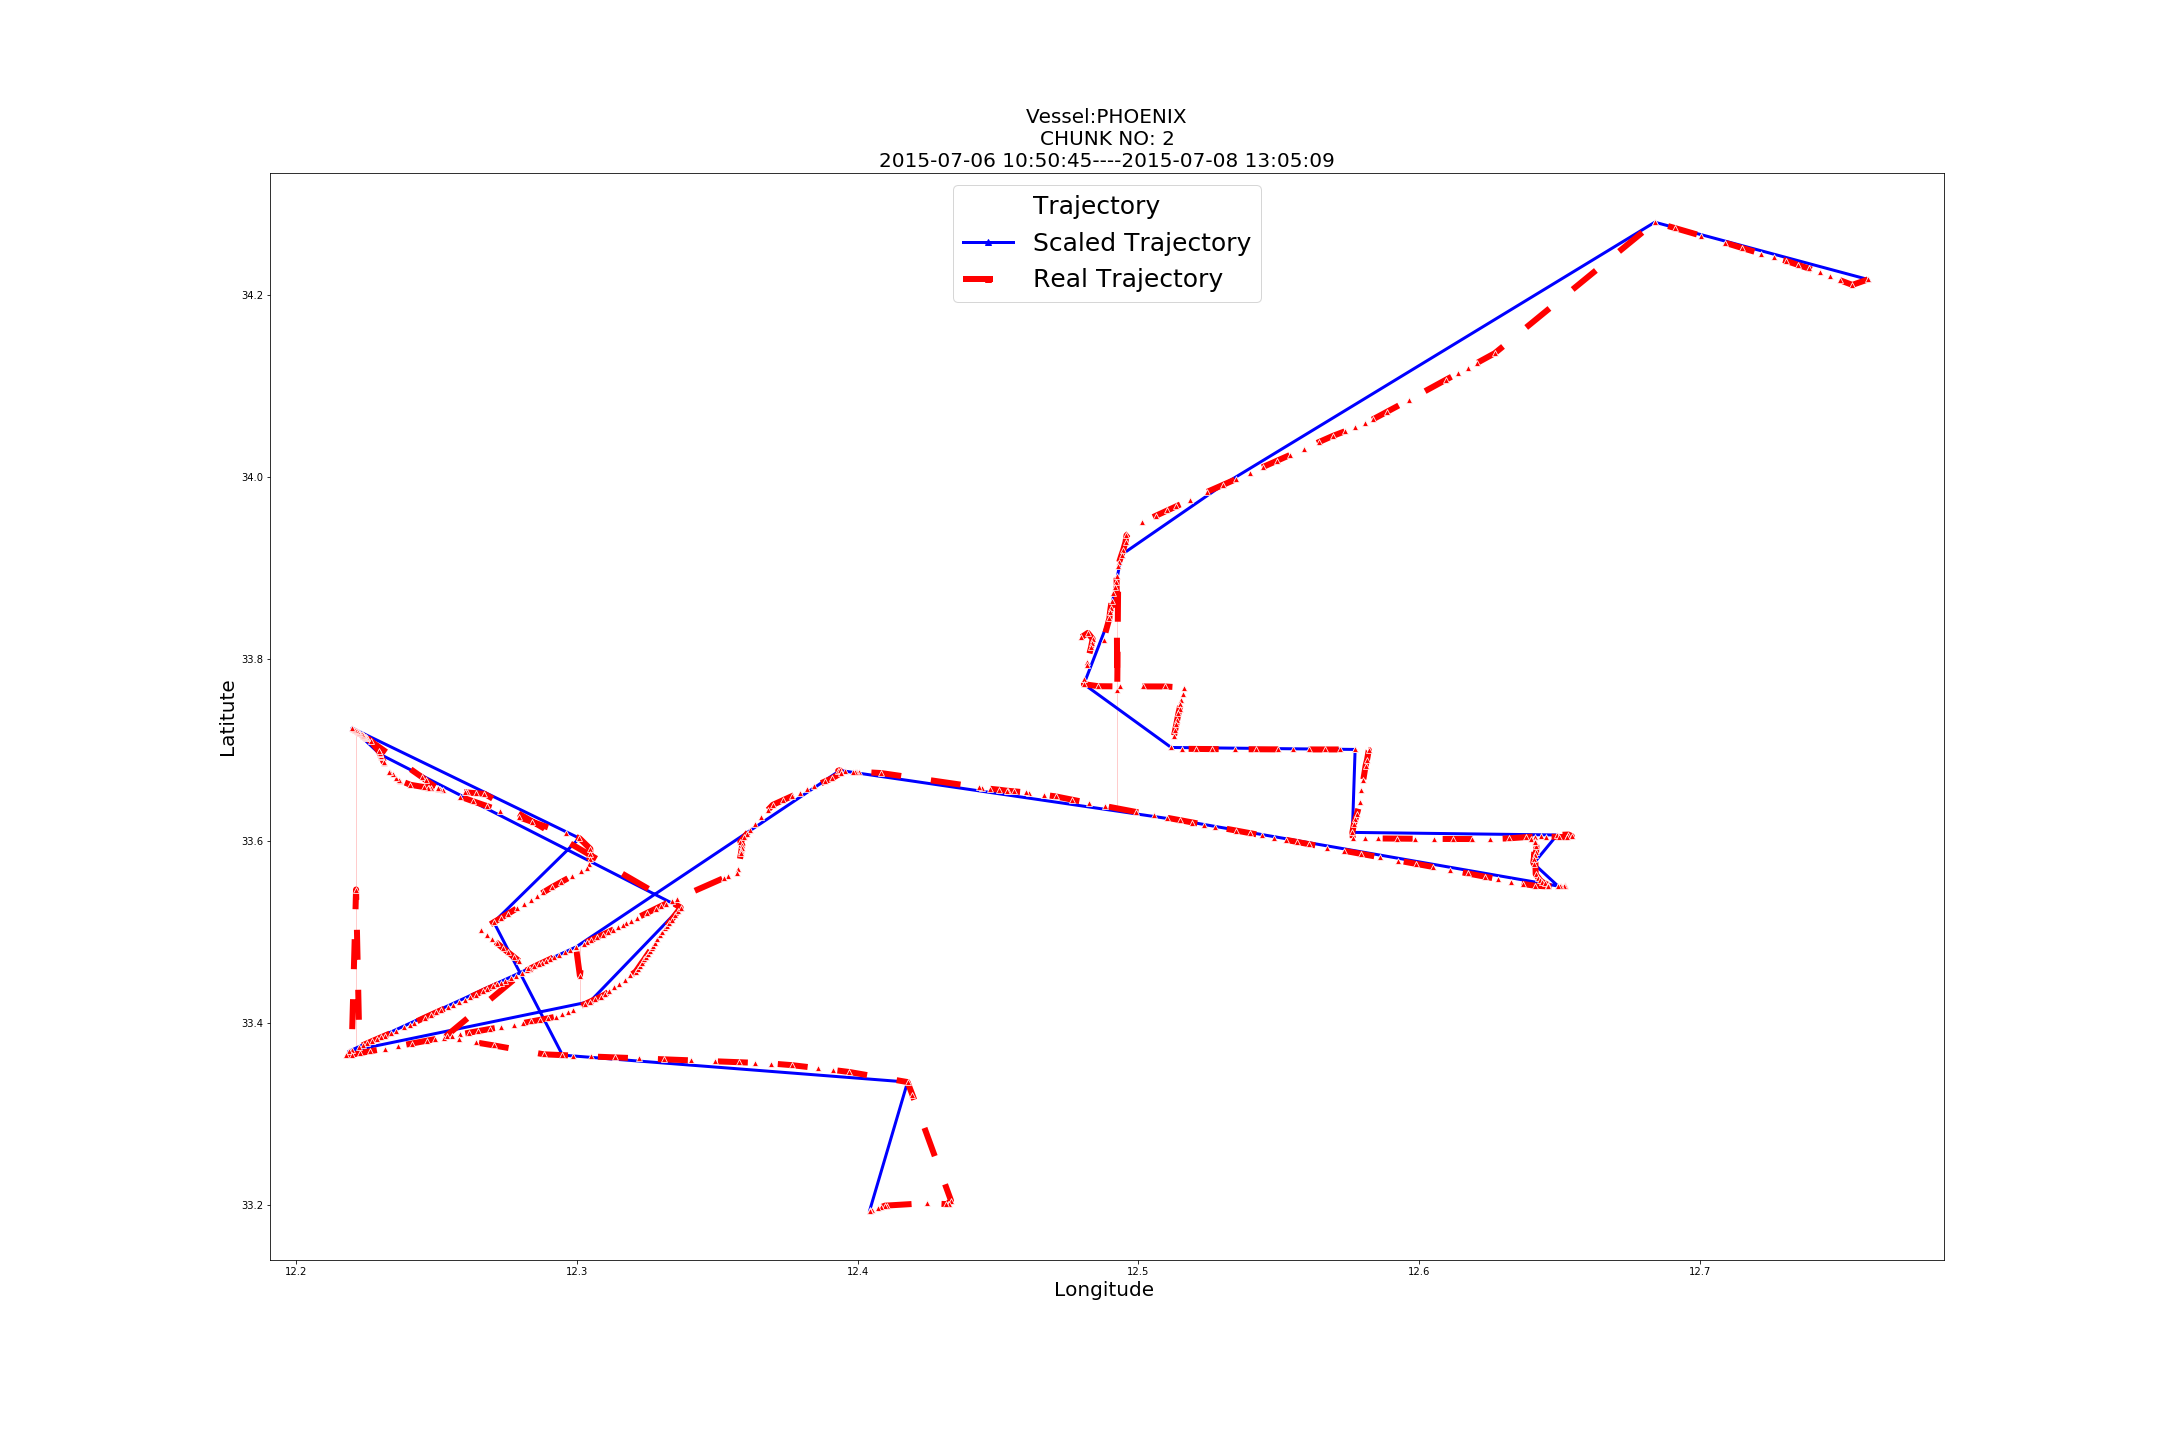 Vessel:PHOENIX
CHUNK NO: 2
2015-07-06 10:50:45----2015-07-08 13:05:09
Trajectory
Scaled Trajectory
Real Trajectory
34.2
34.0
33.8
33.6
33.4
33.2
Latitute
12.2 12.3 12.4 12.5 12.6 12.7
Longitude